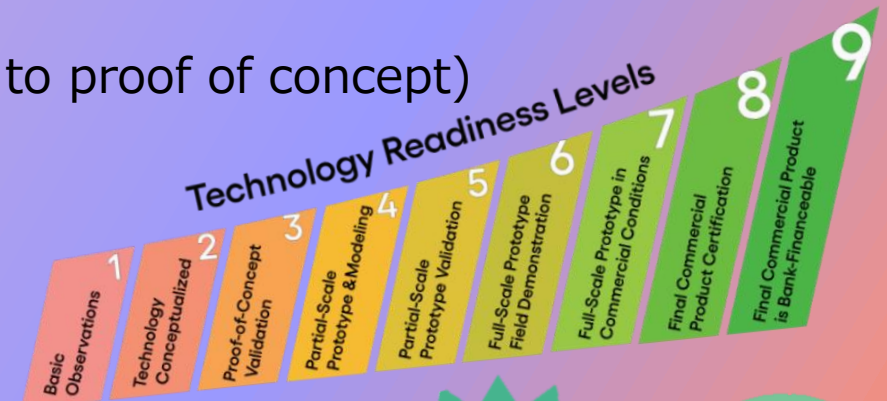 to proof of concept)
Technology Readiness Levels
1
Basic
Observations
2
Technology
Conceptualized
3
Proof-of-Concept
Validation
4
Partial-Scale
Prototype &Modeling
5
Partial-Scale
Prototype Validation
6
Full-Scale Prototype
Field Demonstration
7
Full-Scale Prototype in
Commercial Conditions
8
Final Commercial
Product Certification
9
Final Commercial Product
is Bank-Financeable